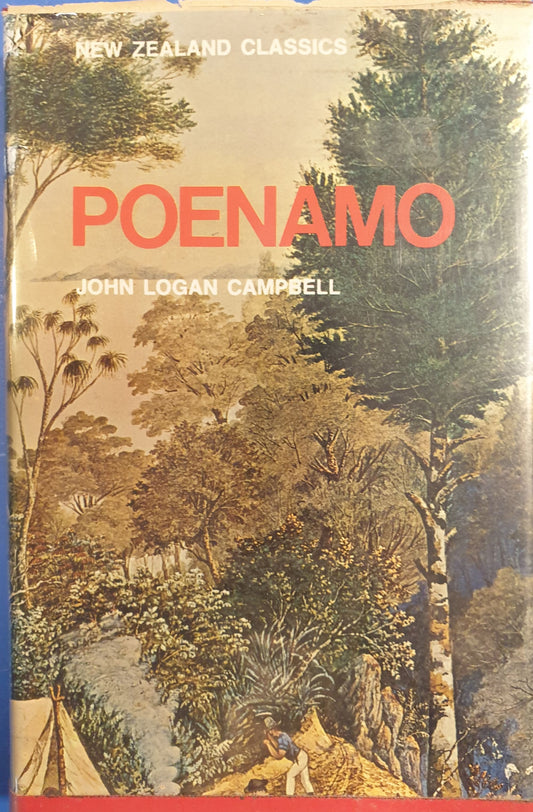 NEW ZEALAND CLASSICS
POENAMO
JOHN LOGAN CAMPBELL